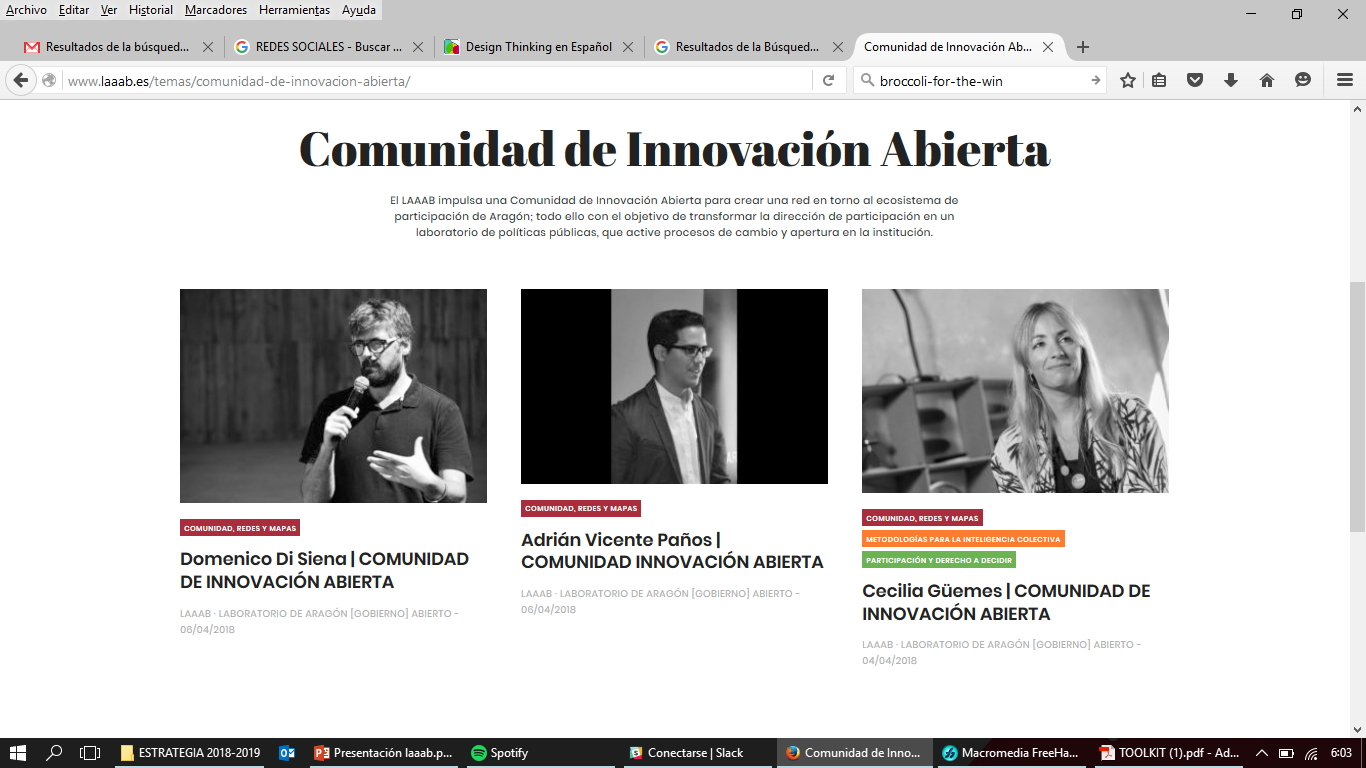 Archivo Editar Ver Historial Marcadores Herramientas Ayuda
Resultados de la búsqued...
REDES SOCIALES - Buscar ...
Design Thinking en Español
Resultados de la Búsqued...
Comunidad de Innovación Ab...
www.laaab.es/temas/comunidad-de-innovacion-abierta/
broccoli-for-the-win
Comunidad de Innovación Abierta
El LAAAB impulsa una Comunidad de Innovación Abierta para crear una red en torno al ecosistema de
participación de Aragón; todo ello con el objetivo de transformar la dirección de participación en un
laboratorio de políticas públicas, que active procesos de cambio y apertura en la institución.
COMUNIDAD, REDES Y MAPAS
Domenico Di Siena | COMUNIDAD
DE INNOVACIÓN ABIERTA
LAAAB · LABORATORIO DE ARAGÓN [GOBIERNO] ABIERTO –
06/04/2018
COMUNIDAD, REDES Y MAPAS
Adrián Vicente Paños |
COMUNIDAD INNOVACIÓN ABIERTA
LAAAB · LABORATORIO DE ARAGÓN [GOBIERNO] ABIERTO –
06/04/2018
COMUNIDAD, REDES Y MAPAS
METODOLOGÍAS PARA LA INTELIGENCIA COLECTIVA
PARTICIPACIÓN Y DERECHO A DECIDIR
Cecilia Güemes | COMUNIDAD DE
INNOVACIÓN ABIERTA
LAAAB · LABORATORIO DE ARAGÓN [GOBIERNO] ABIERTO –
04/04/2018
ESTRATEGIA 2018-2019
Presentación laaab.p...
Spotify
Conectarse | Slack
Comunidad de Inno...
Macromedia FreeHa...
TOOLKIT (1).pdf - Ad...
6:03